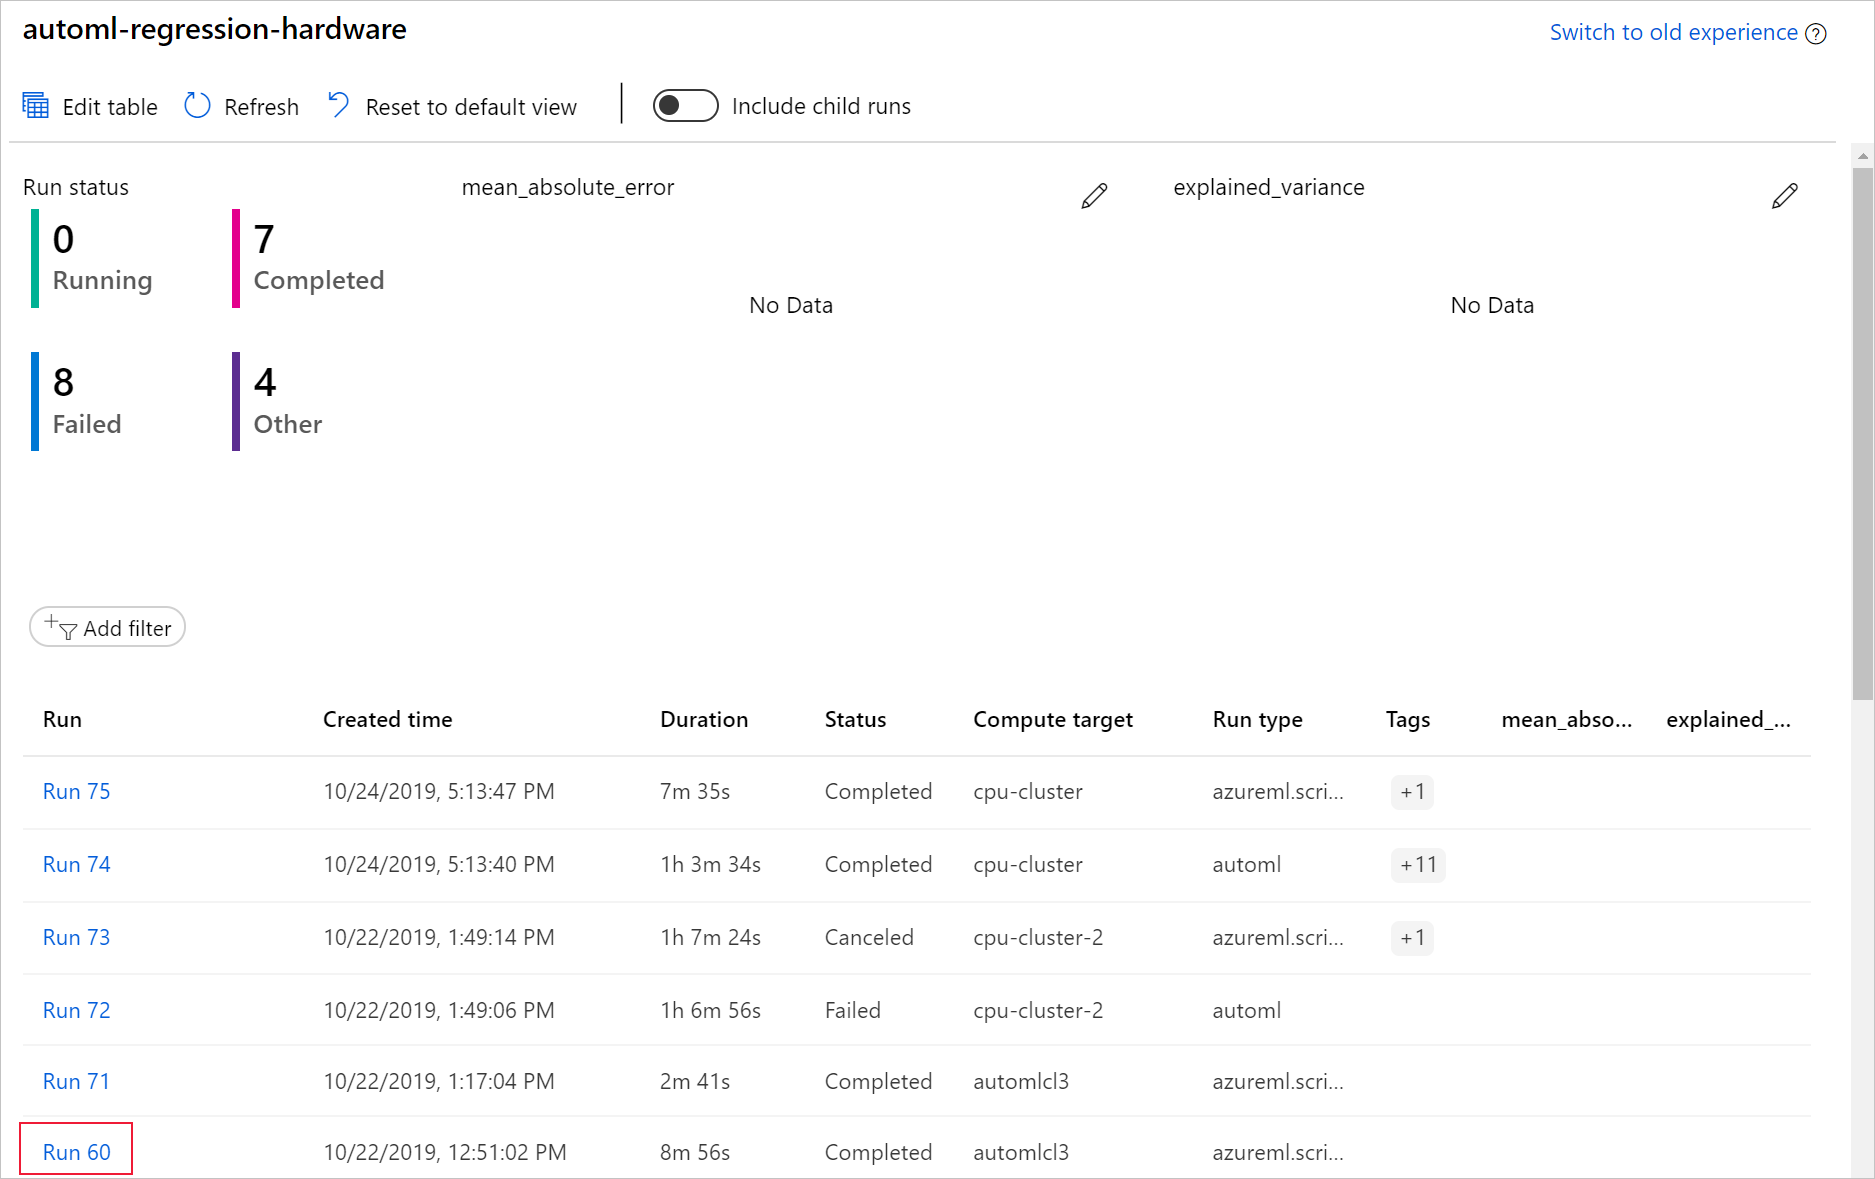 automl-regression-hardware
Switch to old experience
Edit table Refresh Reset to default view Include child runs
Run status mean_absolute_error explained_variance
0 7
Running Completed
No Data No Data
8 4
Failed Other
Add filter
Run Created time Duration Status Compute target Run type Tags mean_abso... explained_...
Run 75 10/24/2019, 5:13:47 PM 7m 35s Completed cpu-cluster azureml.scri... +1
Run 74 10/24/2019, 5:13:40 PM 1h 3m 34s Completed cpu-cluster automl +11
Run 73 10/22/2019, 1:49:14 PM 1h 7m 24s Canceled cpu-cluster-2 azureml.scri... +1
Run 72 10/22/2019, 1:49:06 PM 1h 6m 56s Failed cpu-cluster-2 automl
Run 71 10/22/2019, 1:17:04 PM 2m 41s Completed automlcl3 azureml.scri...
Run 60 10/22/2019, 12:51:02 PM 8m 56s Completed automlcl3 azureml.scri...